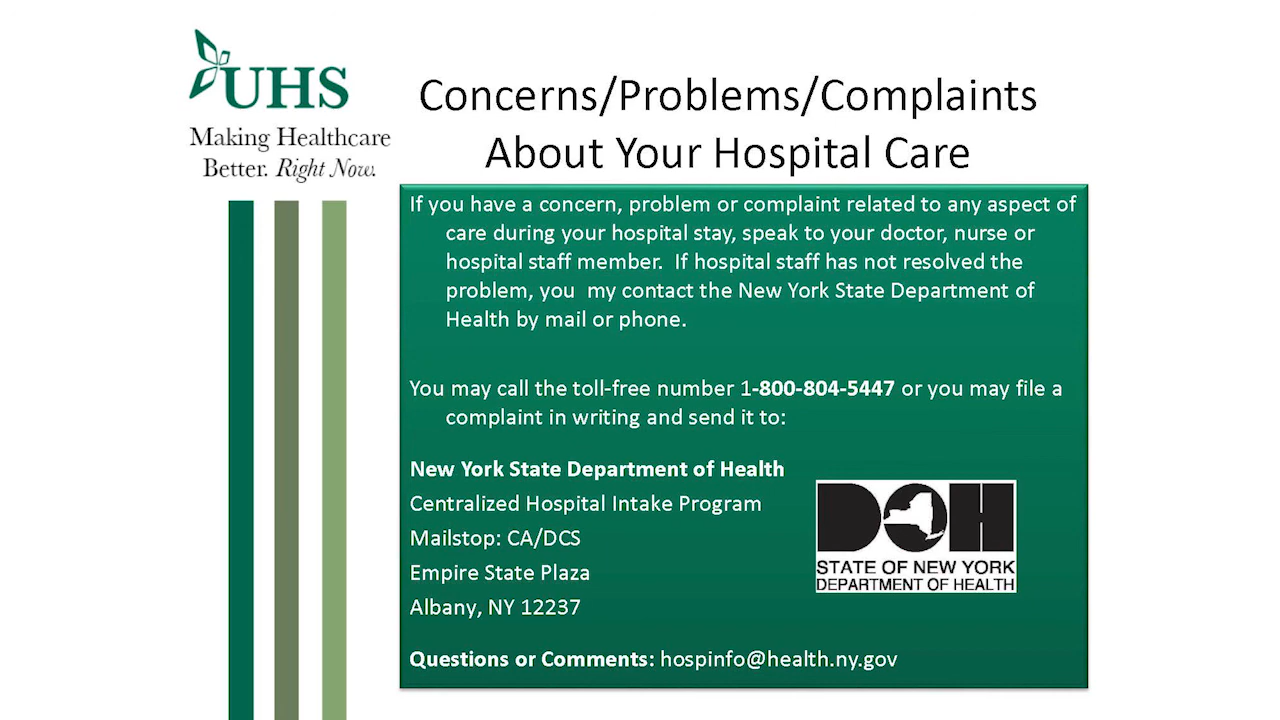 UHS
Making Healthcare
Better. Right Now.
Concerns/Problems/Complaints
About Your Hospital Care
If you have a concern, problem or complaint related to any aspect of
care during your hospital stay, speak to your doctor, nurse or
hospital staff member.  If hospital staff has not resolved the
problem, you  my contact the New York State Department of
Health by mail or phone.
You may call the toll-free number 1-800-804-5447 or you may file a
complaint in writing and send it to:
New York State Department of Health
Centralized Hospital Intake Program
Mailstop: CA/DCS
Empire State Plaza
Albany, NY 12237
DOH
STATE OF NEW YORK
DEPARTMENT OF HEALTH
Questions or Comments: hospinfo@health.ny.gov